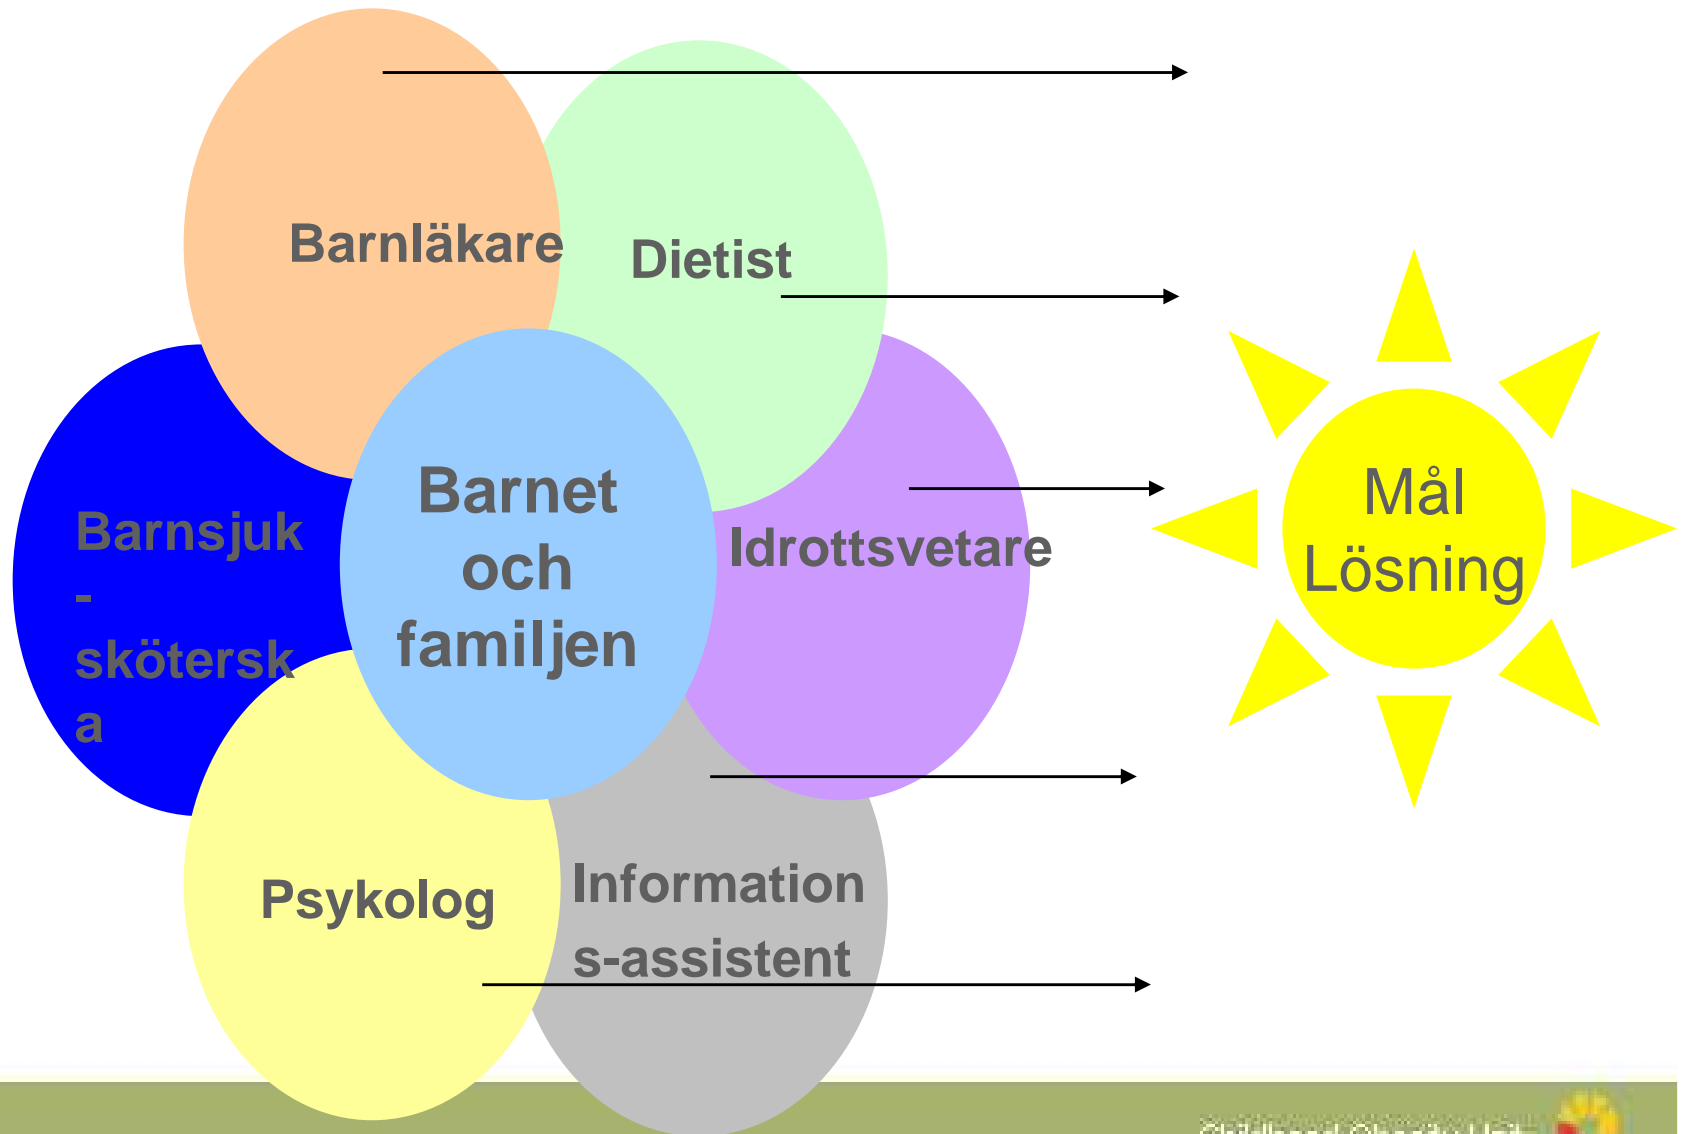 Barnläkare
Dietist
Barnsjuk
-
skötersk
a
Barnet
och
familjen
Idrottsvetare
Mål
Lösning
Psykolog
Information
s-assistent